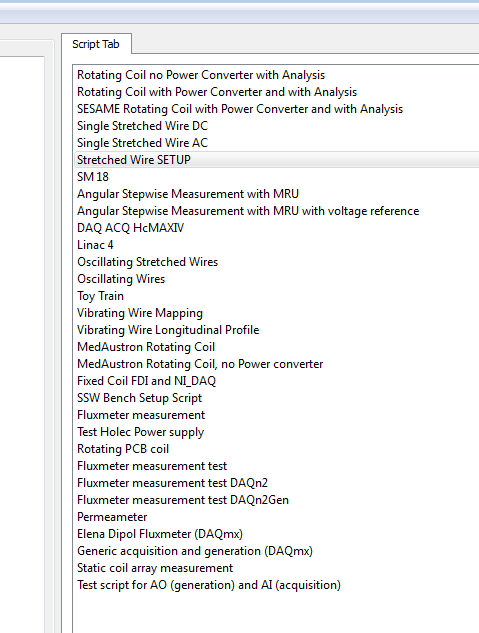 Script Tab
Rotating Coil no Power Converter with Analysis
Rotating Coil with Power Converter and with Analysis
SESAME Rotating Coil with Power Converter and with Analysis
Single Stretched Wire DC
Single Stretched Wire AC
Stretched Wire SETUP
SM 18
Angular Stepwise Measurement with MRU
Angular Stepwise Measurement with MRU with voltage reference
DAQ ACQ HcMAXIV
Linac 4
Oscillating Stretched Wires
Oscillating Wires
Toy Train
Vibrating Wire Mapping
Vibrating Wire Longitudinal Profile
MedAustron Rotating Coil
MedAustron Rotating Coil, no Power converter
Fixed Coil FDI and NI_DAQ
SSW Bench Setup Script
Fluxmeter measurement
Test Holec Power supply
Rotating PCB coil
Fluxmeter measurement test
Fluxmeter measurement test DAQn2
Fluxmeter measurement test DAQn2Gen
Permeameter
Elena Dipol Fluxmeter (DAQmx)
Generic acquisition and generation (DAQmx)
Static coil array measurement
Test script for AO (generation) and AI (acquisition)